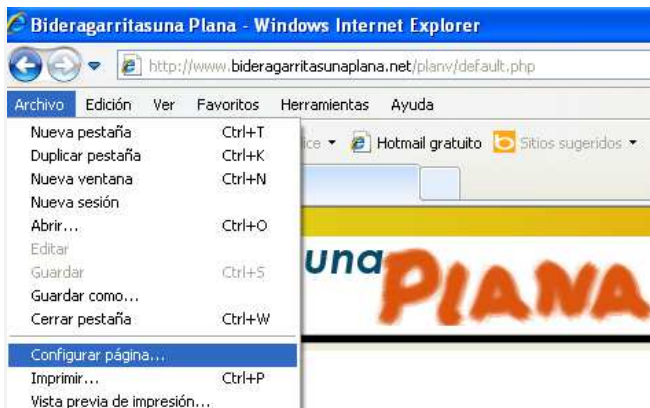 Bideragarritasuna Plana - Windows Internet Explorer
http://www.bideragarritasunaplana.net/planv/default.php
Archivo Edición Ver Favoritos Herramientas Ayuda
Nueva pestaña Ctrl+T
Duplicar pestaña Ctrl+K
ice Hotmail gratuito Sitios sugeridos
Nueva ventana Ctrl+N
Nueva sesión
Abrir... Ctrl+O
Editar
Guardar Ctrl+S
una PLANA
Guardar como...
Cerrar pestaña Ctrl+W
Configurar página...
Imprimir... Ctrl+P
Vista previa de impresión...